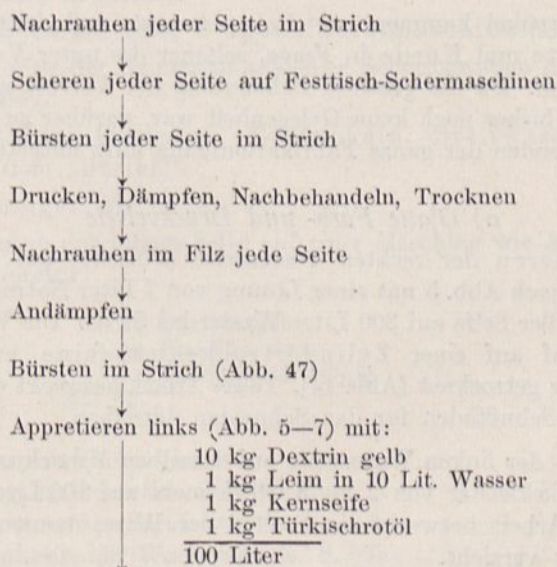 Nachrauhen jeder Seite im Strich
Scheren jeder Seite auf Festtisch-Schermaschinen
Bürsten jeder Seite im Strich
Drucken, Dämpfen, Nachbehandeln, Trocknen
Nachrauhen im Filz jede Seite
Andämpfen
Bürsten im Strich (Abb. 47)
Appretieren links (Abb. 5—7) mit:
10 kg Dextrin gelb
1 kg Leim in 10 Lit. Wasser
1 kg Kernseife
1 kg Türkischrotöl
100 Liter